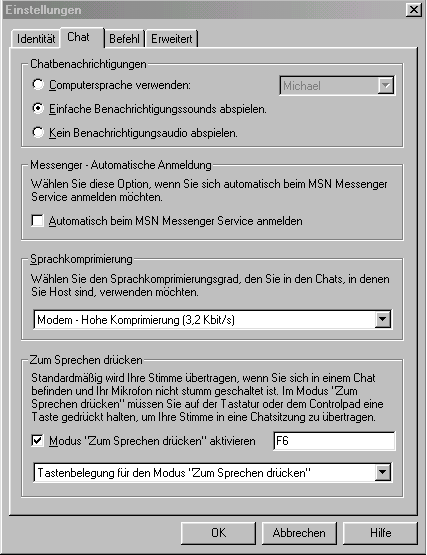 Einstellungen
Identität Chat Befehl Erweitert
Chatbenachrichtigungen
Computersprache verwenden: Michael
Einfache Benachrichtigungssounds abspielen.
Kein Benachrichtigungsaudio abspielen.
Messenger - Automatische Anmeldung
Wählen Sie diese Option, wenn Sie sich automatisch beim MSN Messenger
Service anmelden möchten.
Automatisch beim MSN Messenger Service anmelden
Sprachkomprimierung
Wählen Sie den Sprachkomprimierungsgrad, den Sie in den Chats, in denen
Sie Host sind, verwenden möchten.
Modem - Hohe Komprimierung (3,2 Kbit/s)
Zum Sprechen drücken
Standardmäßig wird Ihre Stimme übertragen, wenn Sie sich in einem Chat
befinden und Ihr Mikrofon nicht stumm geschaltet ist. Im Modus "Zum
Sprechen drücken" müssen Sie auf der Tastatur oder dem Controlpad eine
Taste gedrückt halten, um Ihre Stimme in eine Chatsitzung zu übertragen.
Modus "Zum Sprechen drücken" aktivieren F6
Tastenbelegung für den Modus "Zum Sprechen drücken"
OK Abbrechen Hilfe